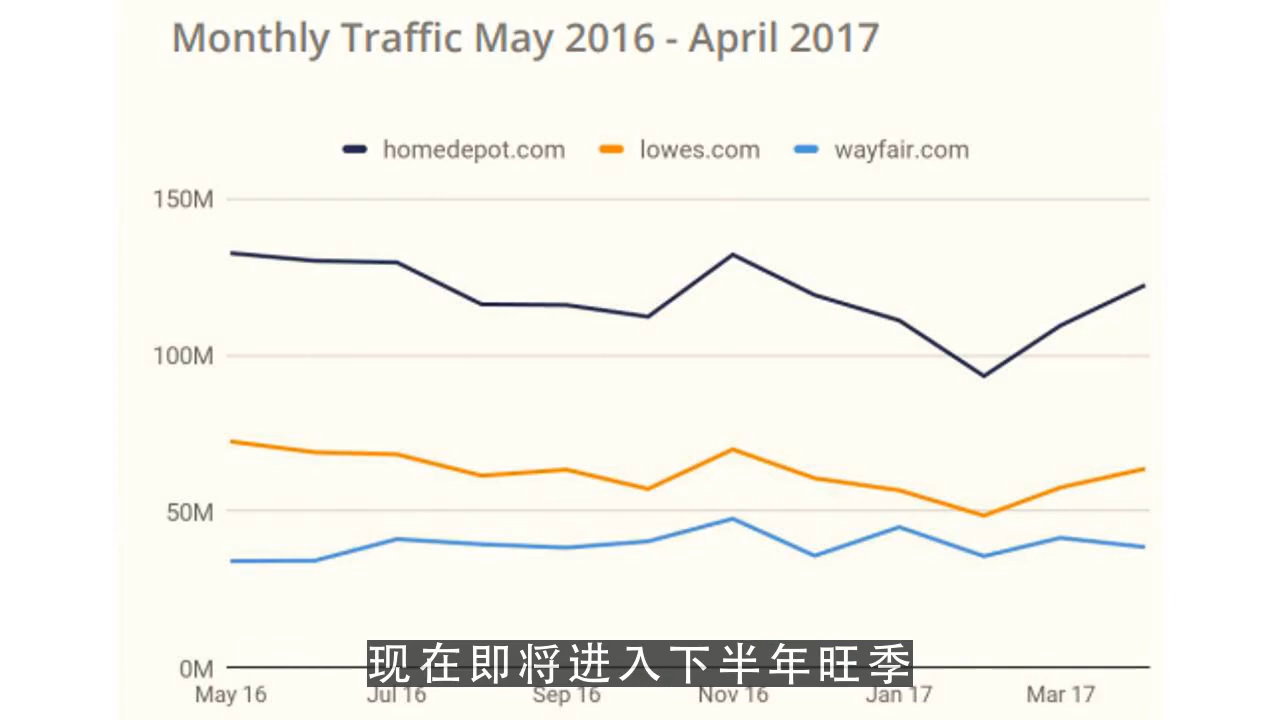 Monthly Traffic May 2016 - April 2017
homedepot.com lowes.com wayfair.com
150M
100M
50M
0M
现在即将进入下半年旺季
May 16 Jul 16 Sep 16 Nov 16 Jan 17 Mar 17